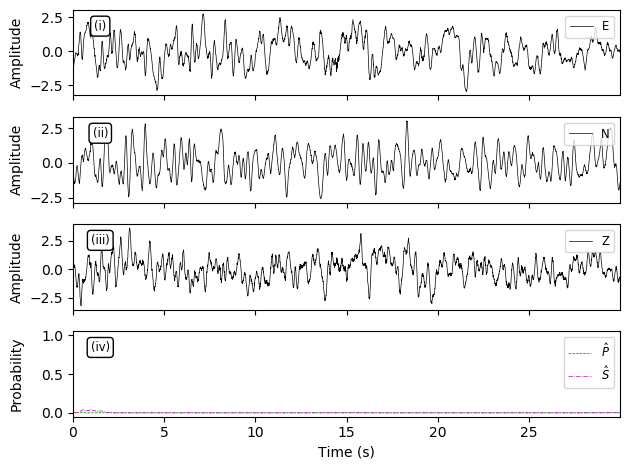 (i)
E
2.5
0.0
−2.5
Amplitude
(ii)
N
2.5
0.0
−2.5
Amplitude
(iii)
Z
2.5
0.0
−2.5
Amplitude
(iv)
P̂
Ŝ
1.0
0.5
0.0
Probability
0 5 10 15 20 25
Time (s)